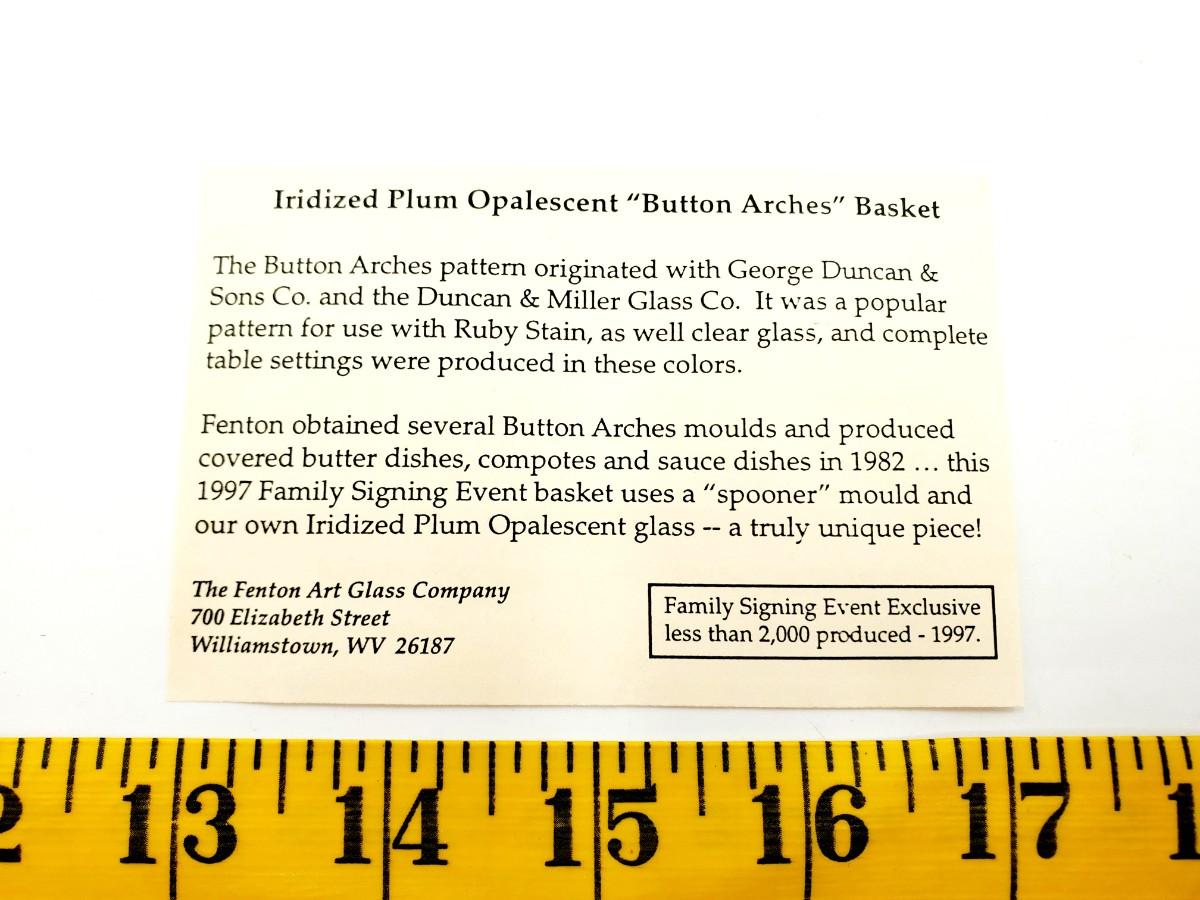 Iridized Plum Opalescent “Button Arches” Basket
The Button Arches pattern originated with George Duncan &
Sons Co. and the Duncan & Miller Glass Co.  It was a popular
pattern for use with Ruby Stain, as well clear glass, and complete
table settings were produced in these colors.
Fenton obtained several Button Arches moulds and produced
covered butter dishes, compotes and sauce dishes in 1982 ... this
1997 Family Signing Event basket uses a “spooner” mould and
our own Iridized Plum Opalescent glass -- a truly unique piece!
The Fenton Art Glass Company
700 Elizabeth Street
Williamstown, WV 26187
Family Signing Event Exclusive
less than 2,000 produced - 1997.
2 13 14 15 16 17 1